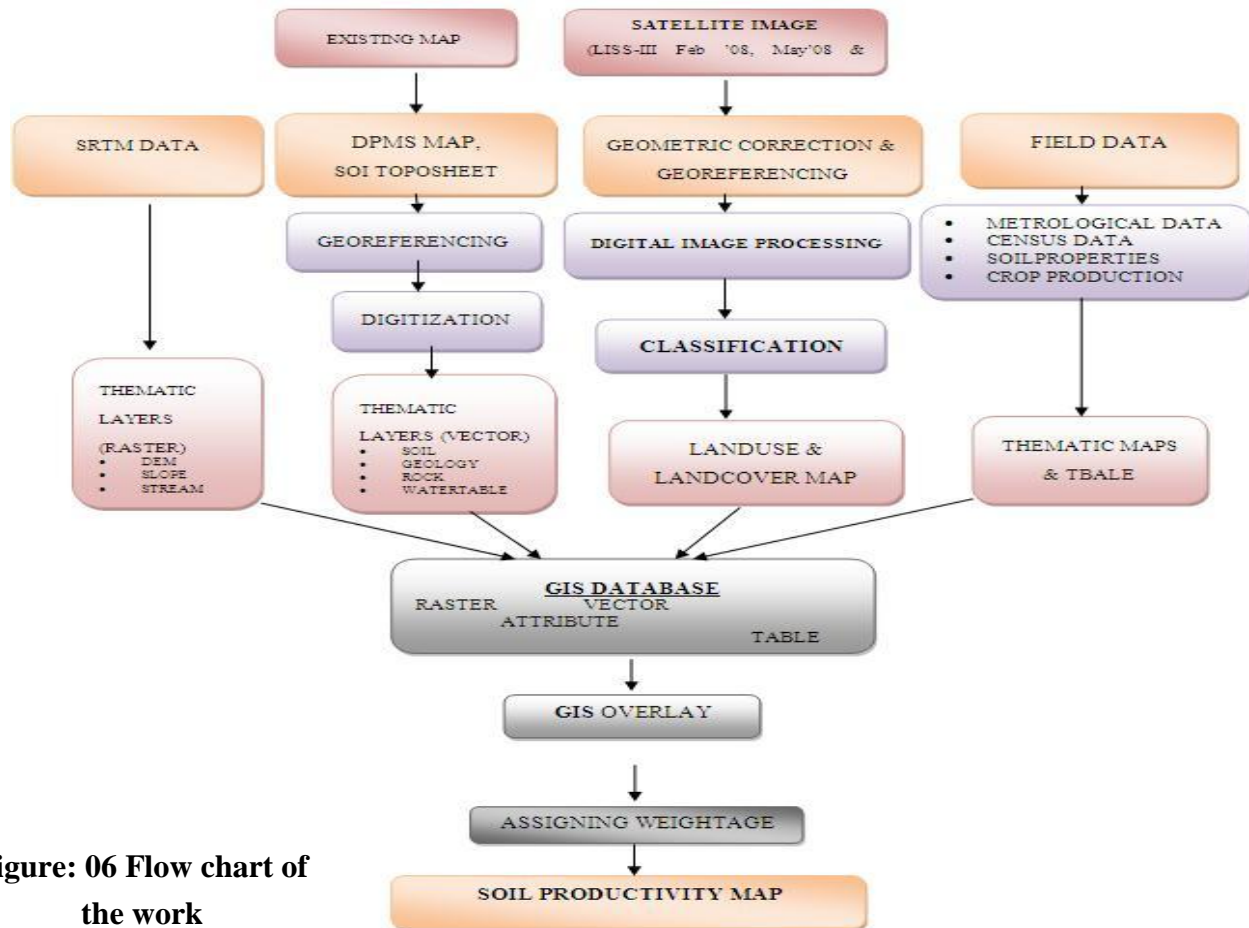 EXISTING MAP
SATELLITE IMAGE
(LISS-III Feb '08, May'08 &
SRTM DATA
DPMS MAP,
SOI TOPOSHEET
GEOMETRIC CORRECTION &
GEOREFERENCING
FIELD DATA
GEOREFERENCING
DIGITAL IMAGE PROCESSING
• METROLOGICAL DATA
• CENSUS DATA
• SOILPROPERTIES
• CROP PRODUCTION
DIGITIZATION
CLASSIFICATION
THEMATIC
LAYERS
(RASTER)
• DEM
• SLOPE
• STREAM
THEMATIC
LAYERS (VECTOR)
• SOIL
• GEOLOGY
• ROCK
• WATERTABLE
LANDUSE &
LANDCOVER MAP
THEMATIC MAPS
& TBALE
GIS DATABASE
RASTER VECTOR
ATTRIBUTE
TABLE
GIS OVERLAY
ASSIGNING WEIGHTAGE
SOIL PRODUCTIVITY MAP
igure: 06 Flow chart of
the work